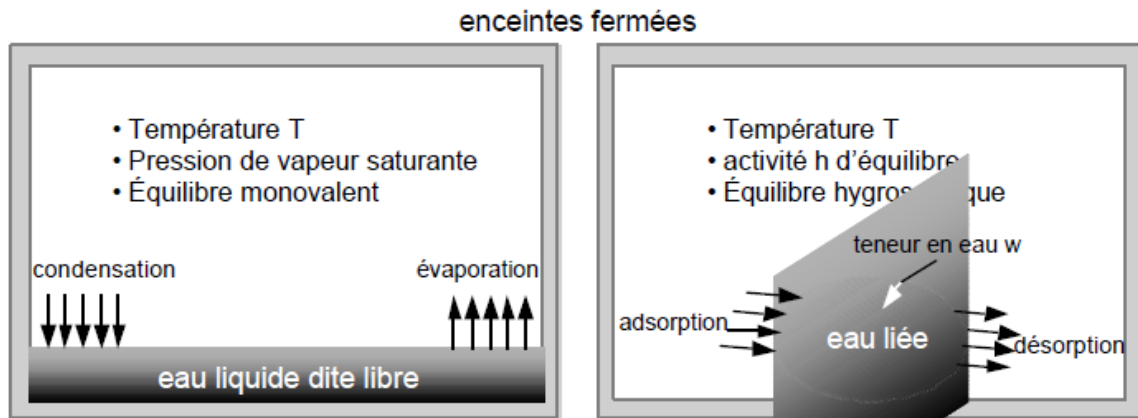 enceintes fermées
• Température T
• Pression de vapeur saturante
• Équilibre monovalent
condensation
évaporation
eau liquide dite libre
• Température T
• activité h d'équilibre
• Équilibre hygros que
teneur en eau w
adsorption
eau liée
désorption